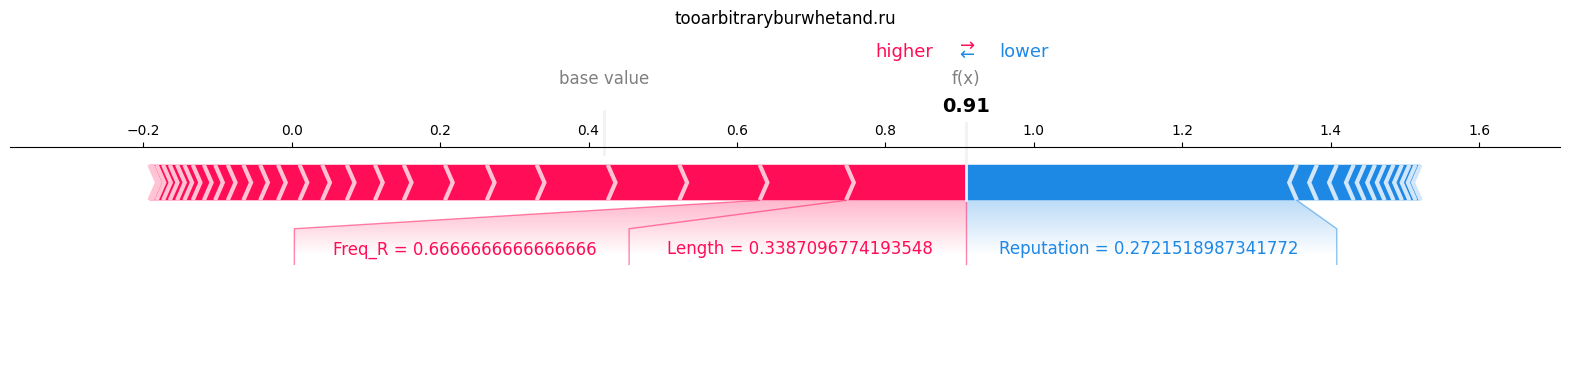 tooarbitraryburwhetand.ru
higher ⇄ lower
base value f(x)
0.91
−0.2 0.0 0.2 0.4 0.6 0.8 1.0 1.2 1.4 1.6
Freq_R = 0.6666666666666666 Length = 0.3387096774193548 Reputation = 0.2721518987341772